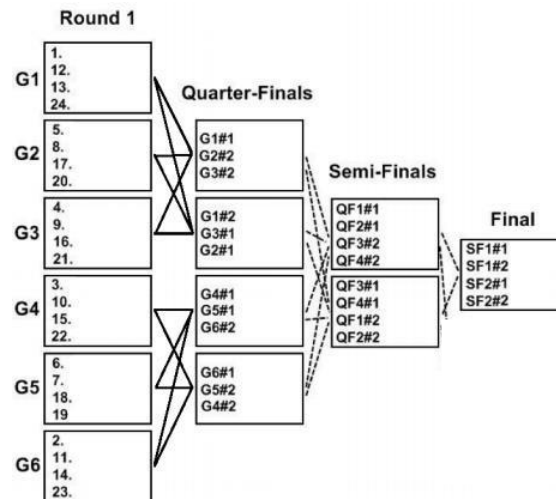 Round 1
G1
1.
12.
13.
24.
G2
5.
8.
17.
20.
G3
4.
9.
16.
21.
G4
3.
10.
15.
22.
G5
6.
7.
18.
19
G6
2.
11.
14.
23.
Quarter-Finals
G1#1
G2#2
G3#2
G1#2
G3#1
G2#1
G4#1
G5#1
G6#2
G6#1
G5#2
G4#2
Semi-Finals
QF1#1
QF2#1
QF3#2
QF4#2
QF3#1
QF4#1
QF1#2
QF2#2
Final
SF1#1
SF1#2
SF2#1
SF2#2